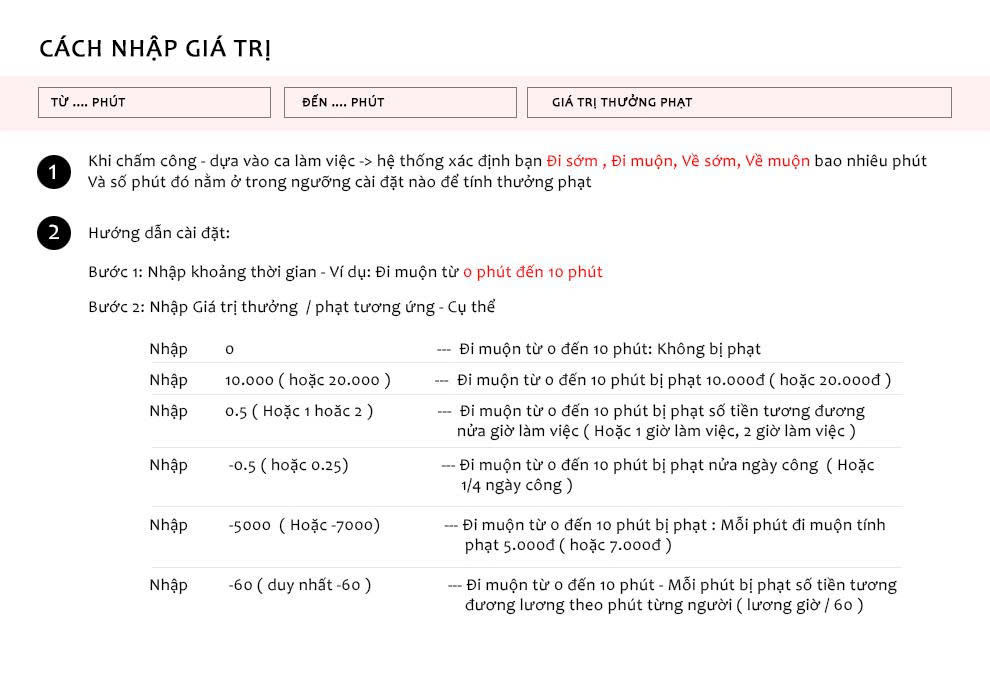 CÁCH NHẬP GIÁ TRỊ
TỪ .... PHÚT
ĐẾN .... PHÚT
GIÁ TRỊ THƯỞNG PHẠT
1
Khi chấm công - dựa vào ca làm việc -> hệ thống xác định bạn Đi sớm , Đi muộn, Về sớm, Về muộn bao nhiêu phút
Và số phút đó nằm ở trong ngưỡng cài đặt nào để tính thưởng phạt
2
Hướng dẫn cài đặt:
Bước 1: Nhập khoảng thời gian - Ví dụ: Đi muộn từ 0 phút đến 10 phút
Bước 2: Nhập Giá trị thưởng / phạt tương ứng - Cụ thể
Nhập 0 --- Đi muộn từ 0 đến 10 phút: Không bị phạt
Nhập 10.000 ( hoặc 20.000 ) --- Đi muộn từ 0 đến 10 phút bị phạt 10.000đ ( hoặc 20.000đ )
Nhập 0.5 ( Hoặc 1 hoăc 2 ) --- Đi muộn từ 0 đến 10 phút bị phạt số tiền tương đương
nửa giờ làm việc ( Hoặc 1 giờ làm việc, 2 giờ làm việc )
Nhập -0.5 ( hoặc 0.25) --- Đi muộn từ 0 đến 10 phút bị phạt nửa ngày công ( Hoặc
1/4 ngày công )
Nhập -5000 ( Hoặc -7000) --- Đi muộn từ 0 đến 10 phút bị phạt : Mỗi phút đi muộn tính
phạt 5.000đ ( hoặc 7.000đ )
Nhập -60 ( duy nhất -60 ) --- Đi muộn từ 0 đến 10 phút - Mỗi phút bị phạt số tiền tương
đương lương theo phút từng người ( lương giờ / 60 )